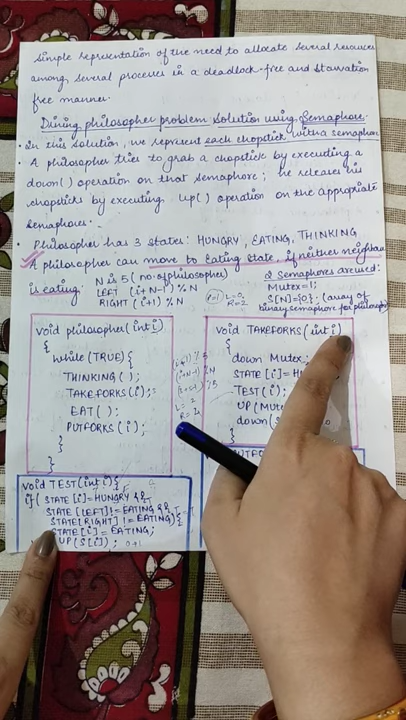 Simple representation of the need to allocate several resources
among several processes in a deadlock-free and starvation
free manner.
Dining philosopher problem solution using Semaphore.
• In this solution, we represent each chopstick with a semaphore
• A philosopher tries to grab a chopstick by executing a
down() operation on that semaphore; he releases his
chopsticks by executing up() operation on the appropriate
semaphores.
• Philosopher has 3 states: HUNGRY, EATING, THINKING
A philosopher can move to Eating state if neither neighbour
is eating.
N is 5 (no. of philosophers)
LEFT (i+N-1) % N
RIGHT (i+1) % N
2 Semaphores are used:
Mutex=1;
S[N]={0}; (array of
binary semaphore for philosopher)
void philosopher(int i)
{
while(TRUE) {
THINKING ( );
TAKEFORKS (i);
EAT ( );
PUTFORKS (i);
}
}
void TAKEFORKS (int i)
{
down Mutex;
STATE [i]=
TEST(i);
UP(
down(
}
void TEST(int i) {
if( STATE [i]=HUNGRY &&
STATE [LEFT] != EATING &&
STATE[RIGHT] != EATING) {
STATE [i] = EATING;
UP(S[i]);